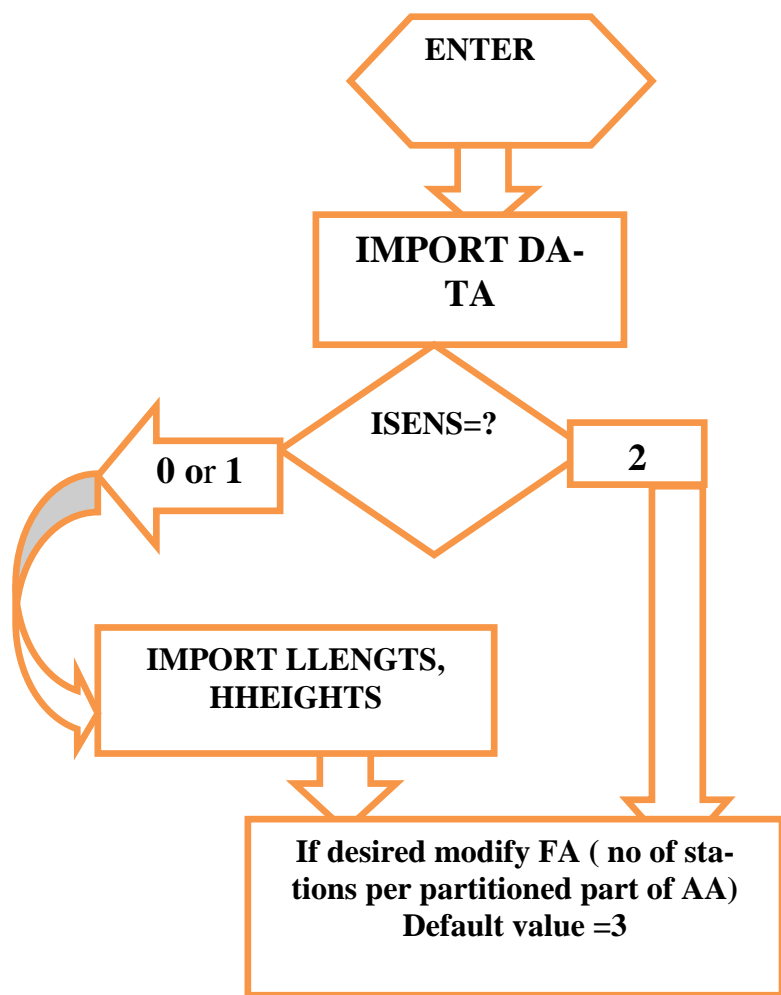 ENTER
IMPORT DA-
TA
ISENS=?
0 or 1
2
IMPORT LLENGTS,
HHEIGHTS
If desired modify FA ( no of sta-
tions per partitioned part of AA)
Default value =3